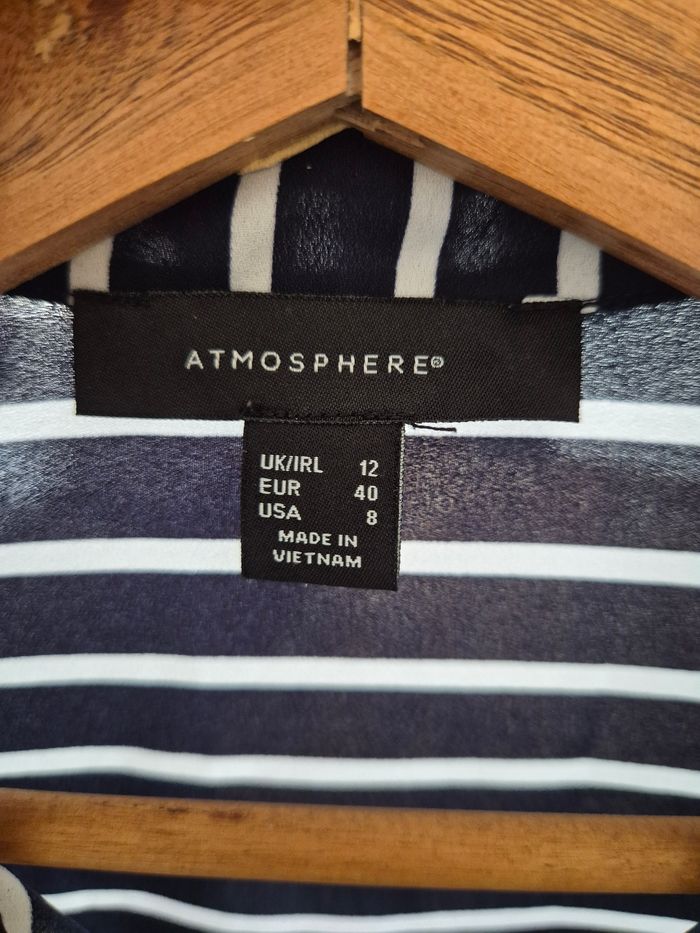 ATMOSPHERE®
UK/IRL 12
EUR 40
USA 8
MADE IN
VIETNAM